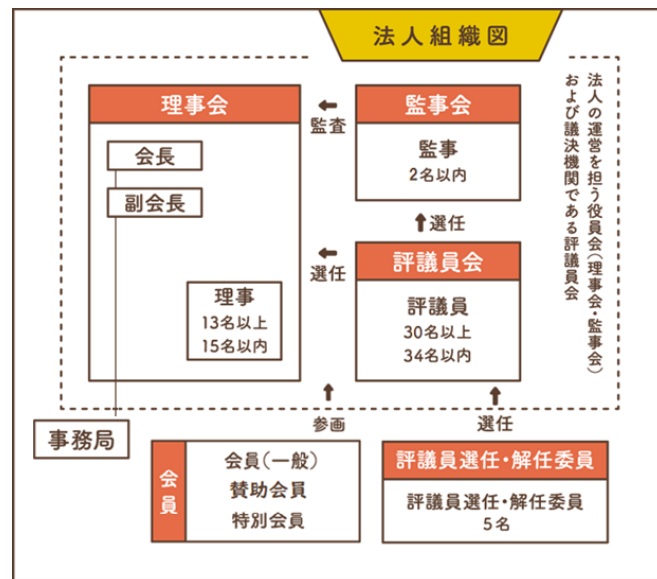 法人組織図
理事会
会長
副会長
理事
13名以上
15名以内
監査
監事会
監事
2名以内
選任
選任
評議員会
評議員
30名以上
34名以内
法人の運営を担う役員会(理事会・監事会)
および議決機関である評議員会
事務局
参画
会員
会員(一般)
賛助会員
特別会員
選任
評議員選任・解任委員
評議員選任・解任委員
5名